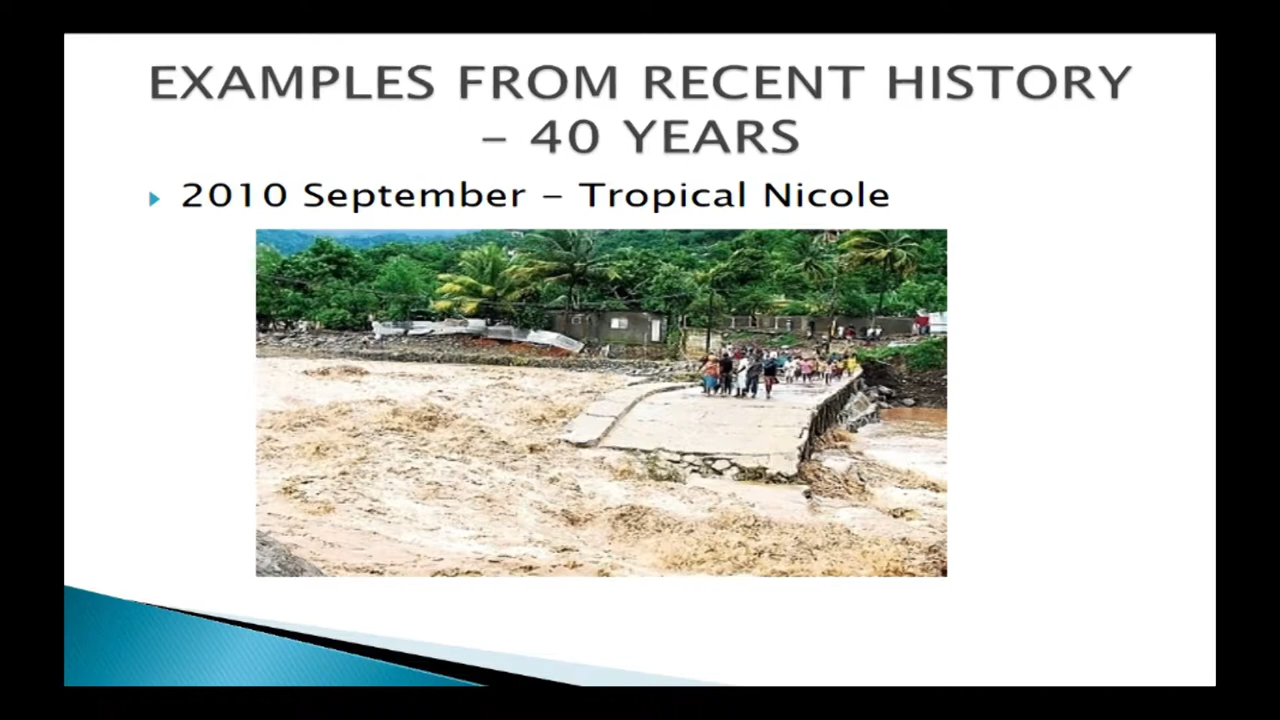 EXAMPLES FROM RECENT HISTORY
– 40 YEARS
2010 September – Tropical Nicole